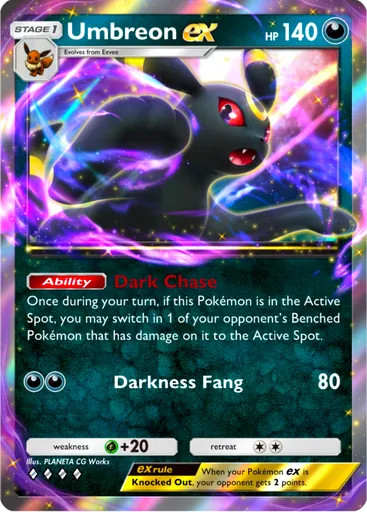 STAGE 1
Umbreon ex
HP 140
Evolves from Eevee
Ability Dark Chase
Once during your turn, if this Pokémon is in the Active
Spot, you may switch in 1 of your opponent's Benched
Pokémon that has damage on it to the Active Spot.
Darkness Fang 80
weakness +20
retreat
Illus. PLANETA CG Works
ex rule
When your Pokémon ex is
Knocked Out, your opponent gets 2 points.